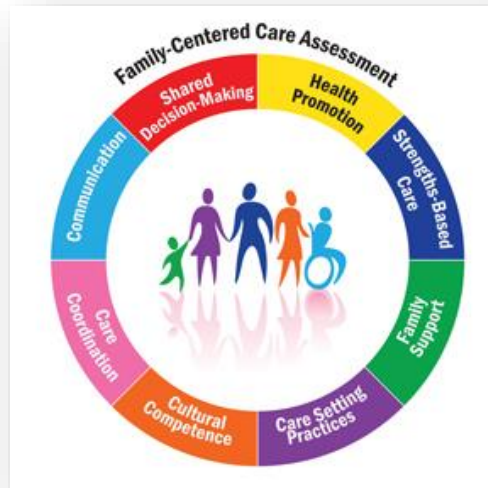 Family-Centered Care Assessment
Shared
Decision-Making
Health
Promotion
Strengths-Based
Care
Family
Support
Care Setting
Practices
Cultural
Competence
Care
Coordination
Communication